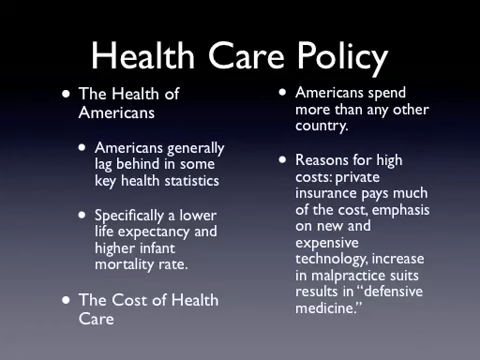 Health Care Policy
• The Health of
Americans
• Americans generally
lag behind in some
key health statistics
• Specifically a lower
life expectancy and
higher infant
mortality rate.
• The Cost of Health
Care
• Americans spend
more than any other
country.
• Reasons for high
costs: private
insurance pays much
of the cost, emphasis
on new and
expensive
technology, increase
in malpractice suits
results in “defensive
medicine.”